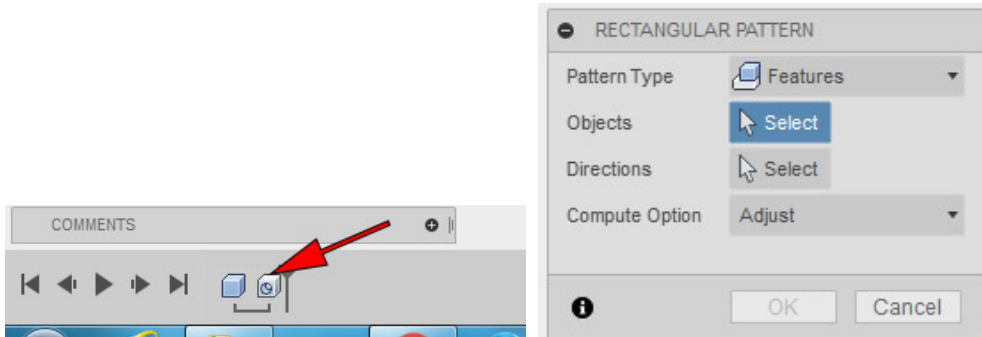 COMMENTS
RECTANGULAR PATTERN
Pattern Type Features
Objects Select
Directions Select
Compute Option Adjust
OK Cancel